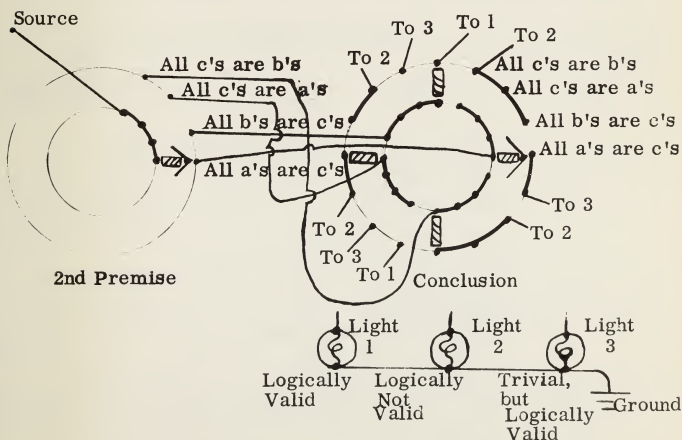 Source
To 3
To 1
To 2
To 2
All c's are b's
All c's are a's
All b's are c's
All a's are c's
All c's are b's
All c's are a's
All b's are c's
All a's are c's
To 2
To 3
To 1
To 3
To 2
2nd Premise
Conclusion
Light
1
Light
2
Light
3
Logically
Valid
Logically
Not
Valid
Trivial,
but
Logically
Valid
Ground